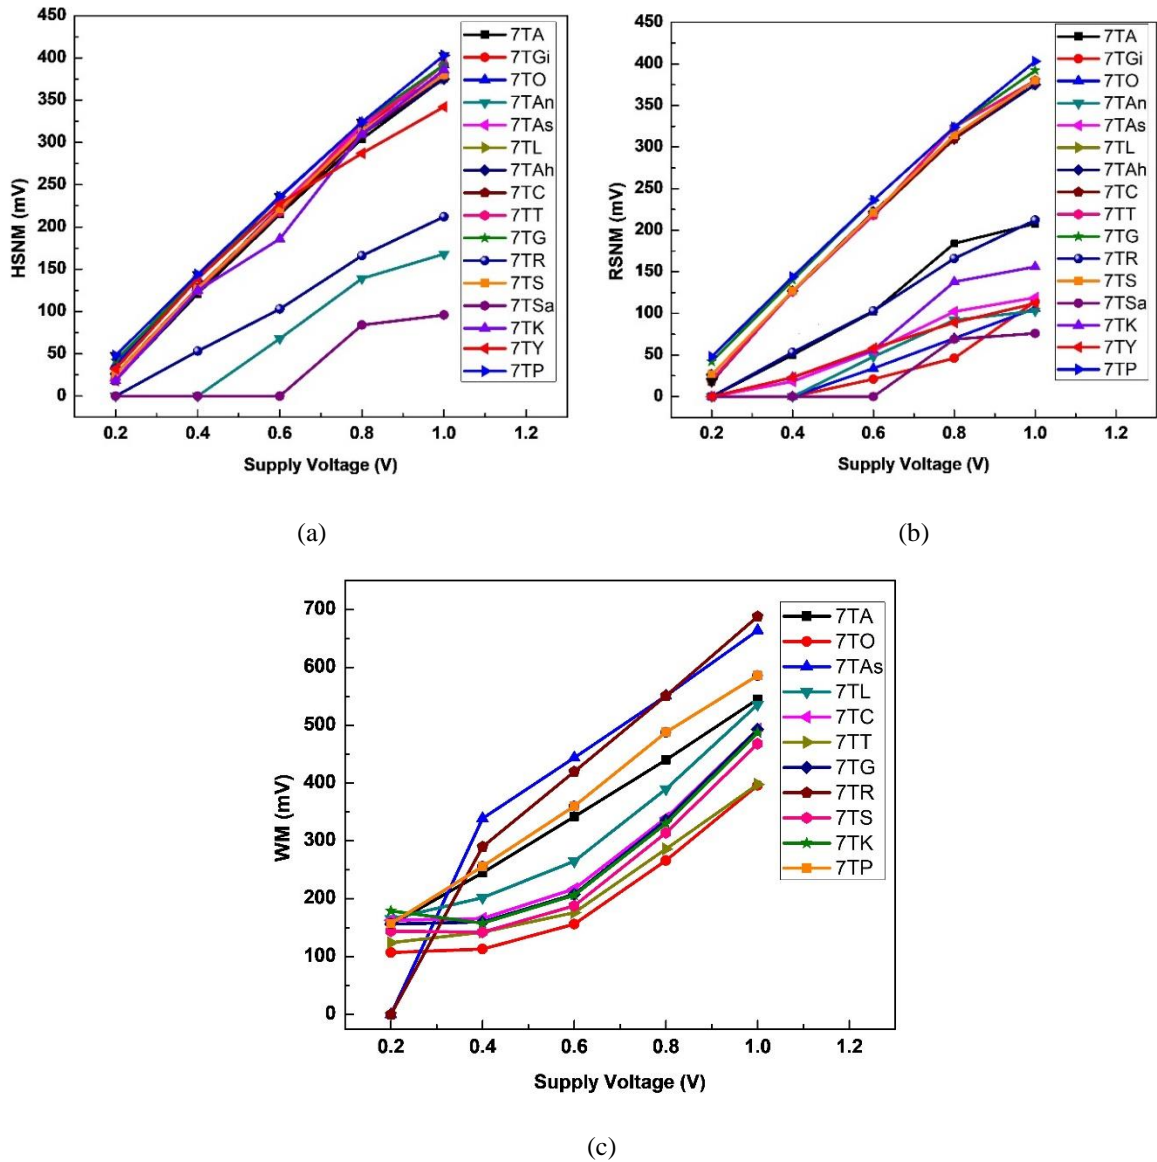 450
400
350
300
250
200
150
100
50
0
HSNM (mV)
0.2 0.4 0.6 0.8 1.0 1.2
Supply Voltage (V)
7TA
7TGi
7TO
7TAn
7TAs
7TL
7TAh
7TC
7TT
7TG
7TR
7TS
7TSa
7TK
7TY
7TP
(a)
450
400
350
300
250
200
150
100
50
0
RSNM (mV)
0.2 0.4 0.6 0.8 1.0 1.2
Supply Voltage (V)
7TA
7TGi
7TO
7TAn
7TAs
7TL
7TAh
7TC
7TT
7TG
7TR
7TS
7TSa
7TK
7TY
7TP
(b)
700
600
500
400
300
200
100
0
WM (mV)
0.2 0.4 0.6 0.8 1.0 1.2
Supply Voltage (V)
7TA
7TO
7TAs
7TL
7TC
7TT
7TG
7TR
7TS
7TK
7TP
(c)